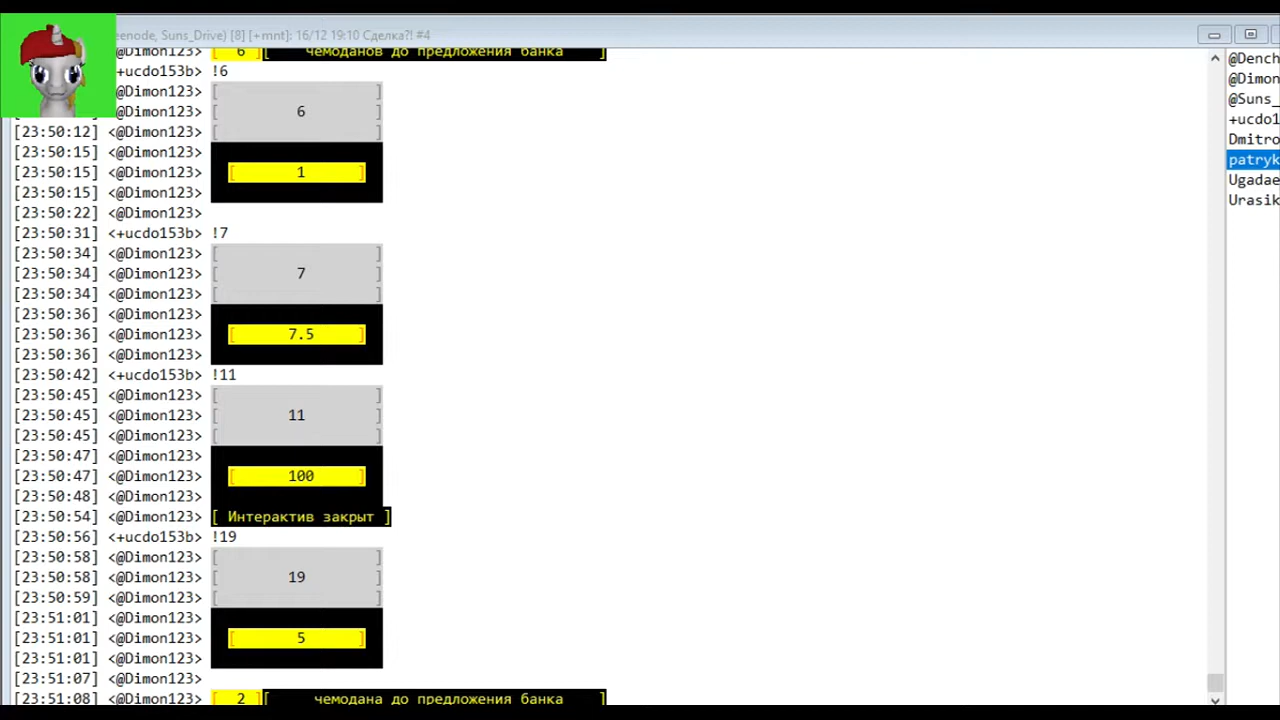 eenode, Suns_Drive) [8] [+mnt]: 16/12 19:10 Сделка?! #4
<@Dimon123> [ 6 ][ чемоданов до предложения банка ]
<+ucdo153b> !6
<@Dimon123> [ ]
<@Dimon123> [ 6 ]
[23:50:12] <@Dimon123> [ ]
[23:50:15] <@Dimon123>
[23:50:15] <@Dimon123> [ 1 ]
[23:50:15] <@Dimon123>
[23:50:22] <@Dimon123>
[23:50:31] <+ucdo153b> !7
[23:50:34] <@Dimon123> [ ]
[23:50:34] <@Dimon123> [ 7 ]
[23:50:34] <@Dimon123> [ ]
[23:50:36] <@Dimon123>
[23:50:36] <@Dimon123> [ 7.5 ]
[23:50:36] <@Dimon123>
[23:50:42] <+ucdo153b> !11
[23:50:45] <@Dimon123> [ ]
[23:50:45] <@Dimon123> [ 11 ]
[23:50:45] <@Dimon123> [ ]
[23:50:47] <@Dimon123>
[23:50:47] <@Dimon123> [ 100 ]
[23:50:48] <@Dimon123>
[23:50:54] <@Dimon123> [ Интерактив закрыт ]
[23:50:56] <+ucdo153b> !19
[23:50:58] <@Dimon123> [ ]
[23:50:58] <@Dimon123> [ 19 ]
[23:50:59] <@Dimon123> [ ]
[23:51:01] <@Dimon123>
[23:51:01] <@Dimon123> [ 5 ]
[23:51:01] <@Dimon123>
[23:51:07] <@Dimon123>
[23:51:08] <@Dimon123> [ 2 ][ чемодана до предложения банка ]
@Dench
@Dimon
@Suns_
+ucdo1
Dmitro
patryk
Ugadae
Urasik